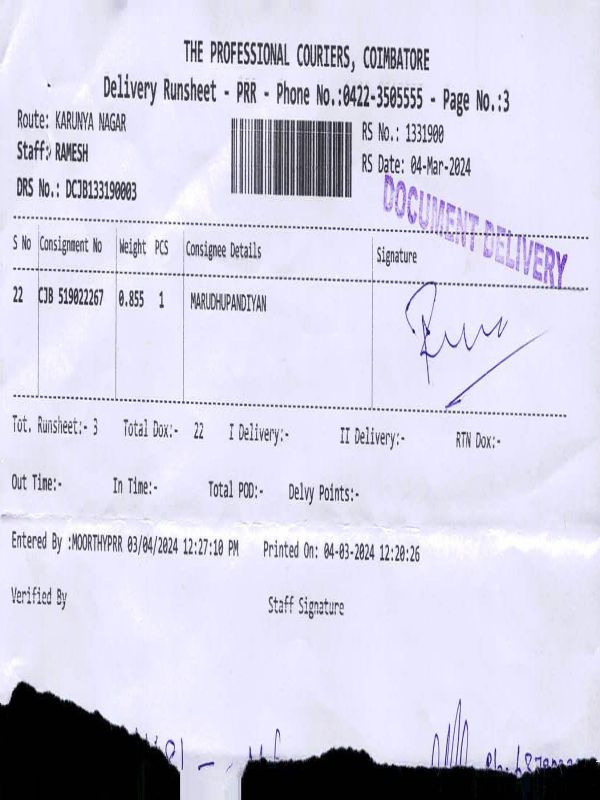 THE PROFESSIONAL COURIERS, COIMBATORE
Delivery Runsheet - PRR - Phone No.:0422-3505555 - Page No.:3
Route: KARUNYA NAGAR RS No.: 1331900
Staff: RAMESH RS Date: 04-Mar-2024
DRS No.: DCJB133190003
DOCUMENT DELIVERY
S No Consignment No Weight PCS Consignee Details Signature
22 CJB 519022267 0.855 1 MARUDHUPANDIYAN
Tot. Runsheet:- 3 Total Dox:- 22 I Delivery:- II Delivery:- RTN Dox:-
Out Time:- In Time:- Total POD:- Delvy Points:-
Entered By :MOORTHYPRR 03/04/2024 12:27:10 PM Printed On: 04-03-2024 12:20:26
Verified By Staff Signature